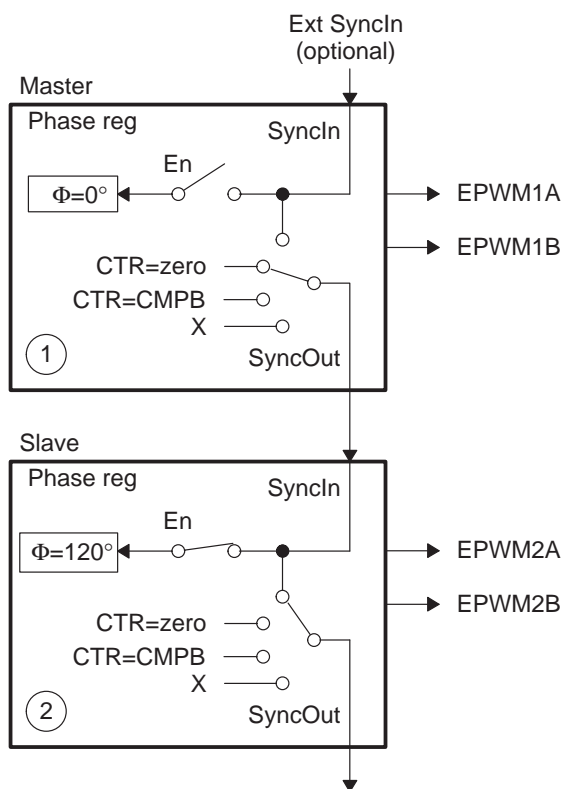 Ext SyncIn
(optional)
Master
Phase reg
SyncIn
En
Φ=0°
EPWM1A
EPWM1B
CTR=zero
CTR=CMPB
X
1
SyncOut
Slave
Phase reg
SyncIn
En
Φ=120°
EPWM2A
EPWM2B
CTR=zero
CTR=CMPB
X
2
SyncOut